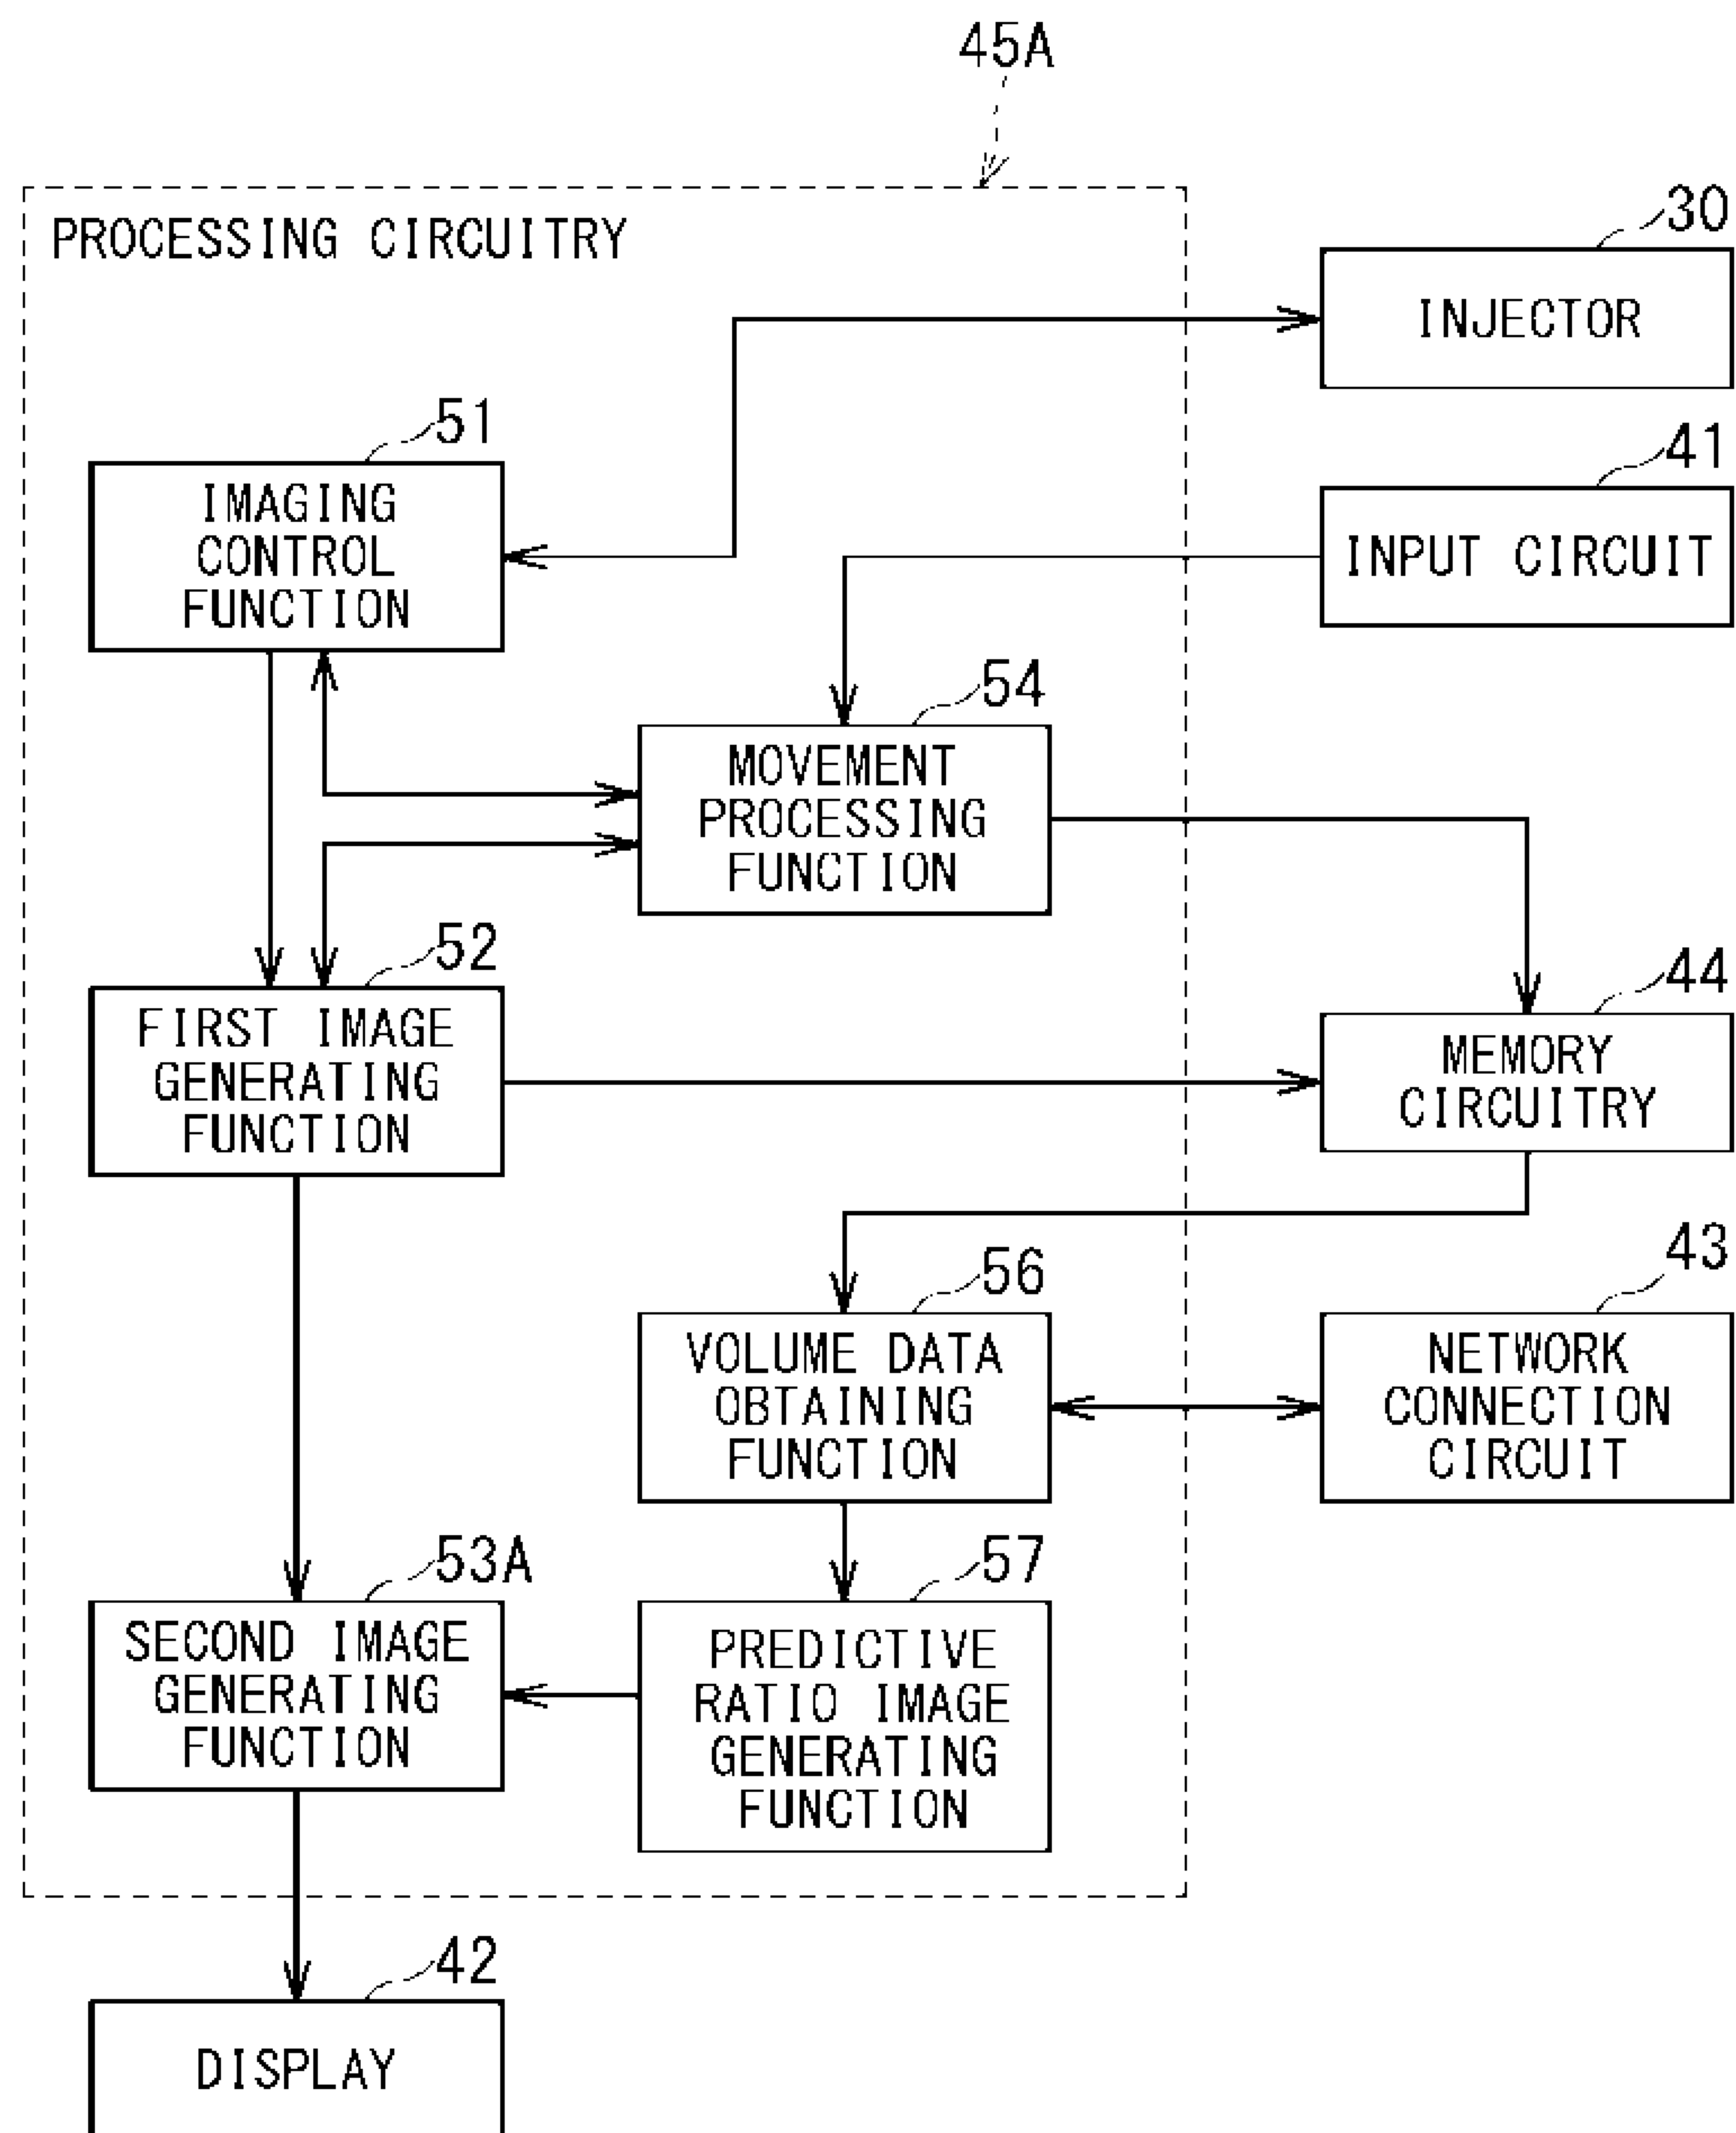 45A
PROCESSING CIRCUITRY
30
INJECTOR
51
IMAGING
CONTROL
FUNCTION
41
INPUT CIRCUIT
54
MOVEMENT
PROCESSING
FUNCTION
52
FIRST IMAGE
GENERATING
FUNCTION
44
MEMORY
CIRCUITRY
56
VOLUME DATA
OBTAINING
FUNCTION
43
NETWORK
CONNECTION
CIRCUIT
53A
SECOND IMAGE
GENERATING
FUNCTION
57
PREDICTIVE
RATIO IMAGE
GENERATING
FUNCTION
42
DISPLAY